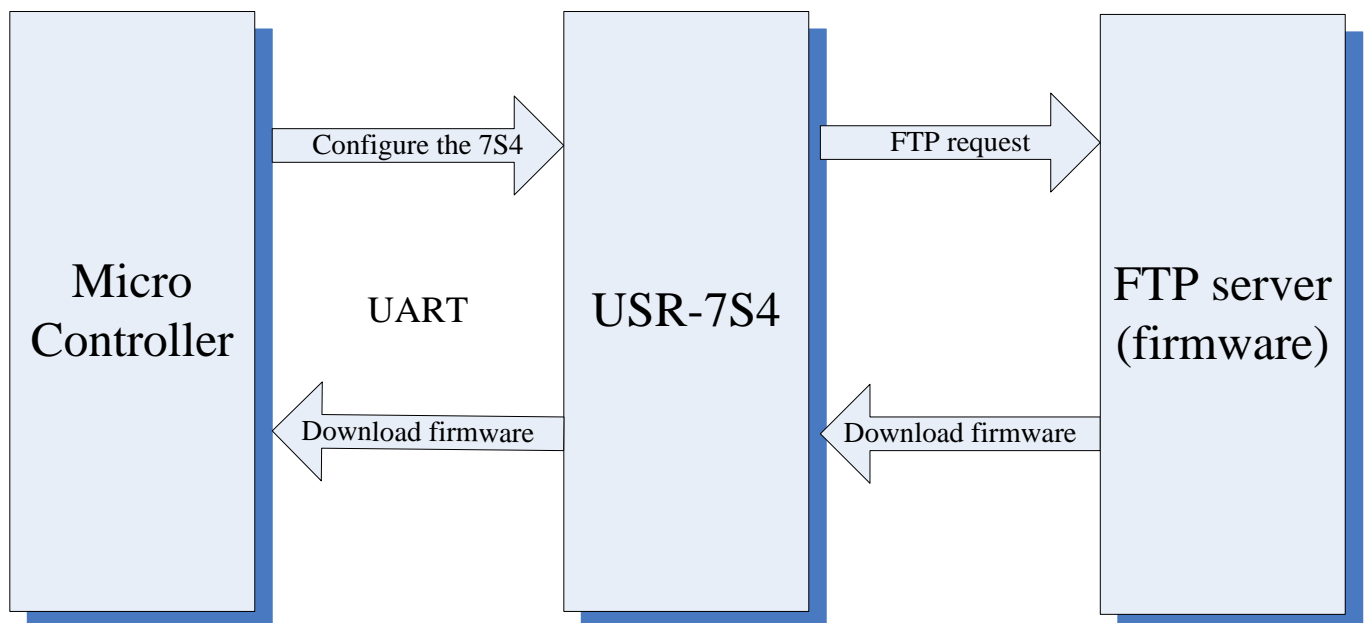 Configure the 7S4
FTP request
Micro
Controller
UART
USR-7S4
FTP server
(firmware)
Download firmware
Download firmware